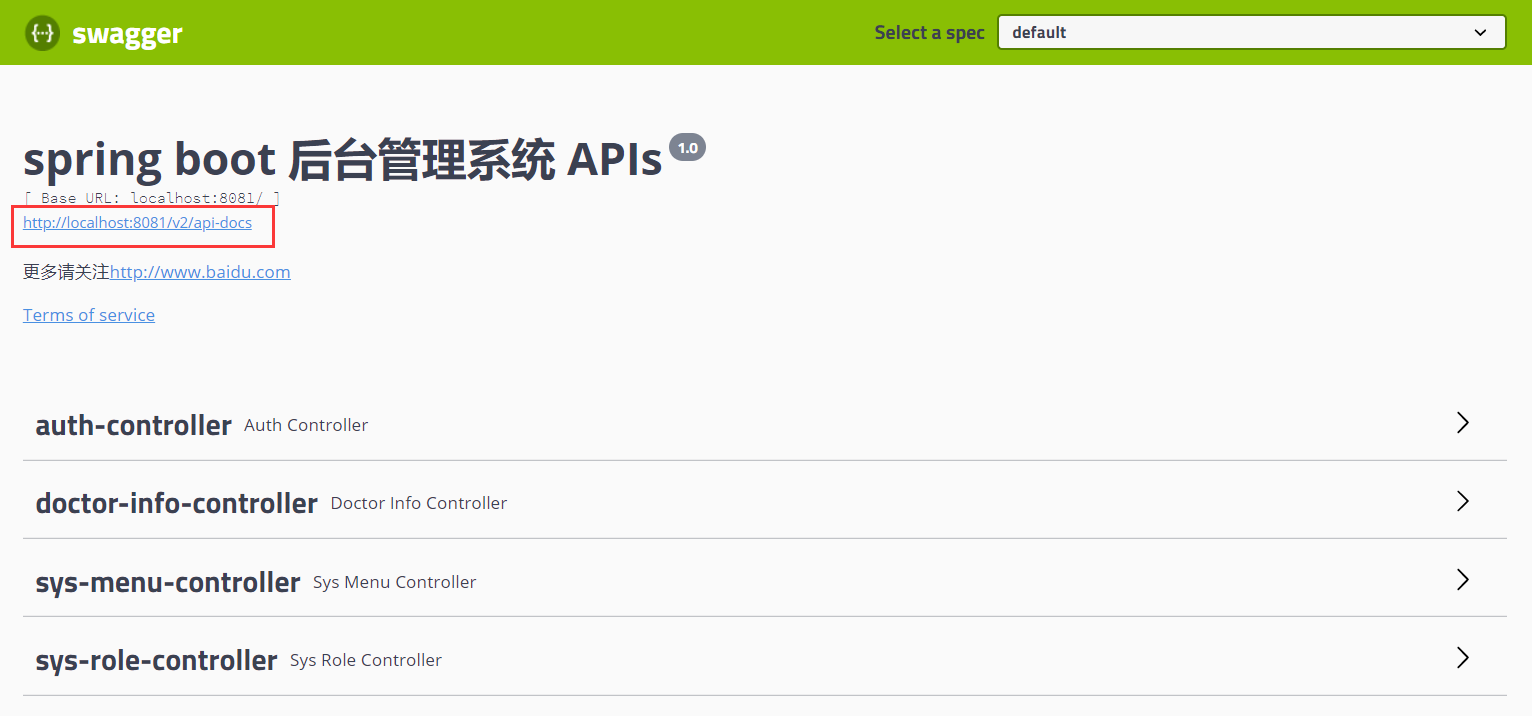 swagger
Select a spec default
spring boot 后台管理系统 APIs 1.0
[ Base URL: localhost:8081/ ]
http://localhost:8081/v2/api-docs
更多请关注http://www.baidu.com
Terms of service
auth-controller Auth Controller
doctor-info-controller Doctor Info Controller
sys-menu-controller Sys Menu Controller
sys-role-controller Sys Role Controller